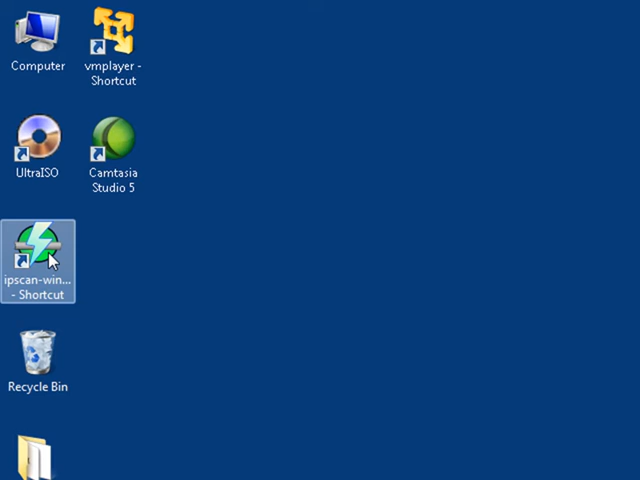 Computer
vmplayer -
Shortcut
UltraISO
Camtasia
Studio 5
ipscan-win...
- Shortcut
Recycle Bin